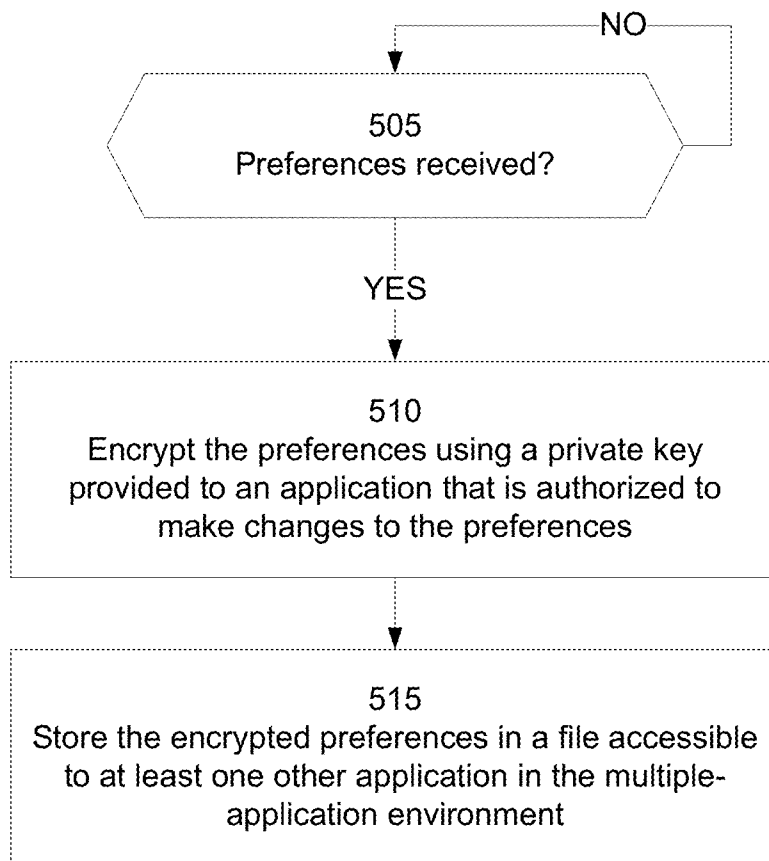 NO
505
Preferences received?
YES
510
Encrypt the preferences using a private key
provided to an application that is authorized to
make changes to the preferences
515
Store the encrypted preferences in a file accessible
to at least one other application in the multiple-
application environment